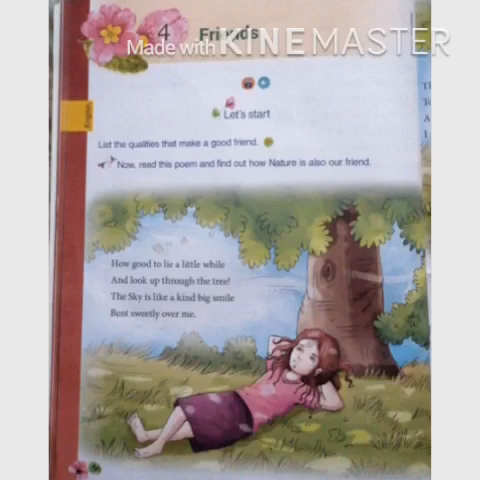 4 Friends
Made with KINEMASTER
English
Let's start
List the qualities that make a good friend.
Now, read this poem and find out how Nature is also our friend.
How good to lie a little while
And look up through the tree!
The Sky is like a kind big smile
Bent sweetly over me.